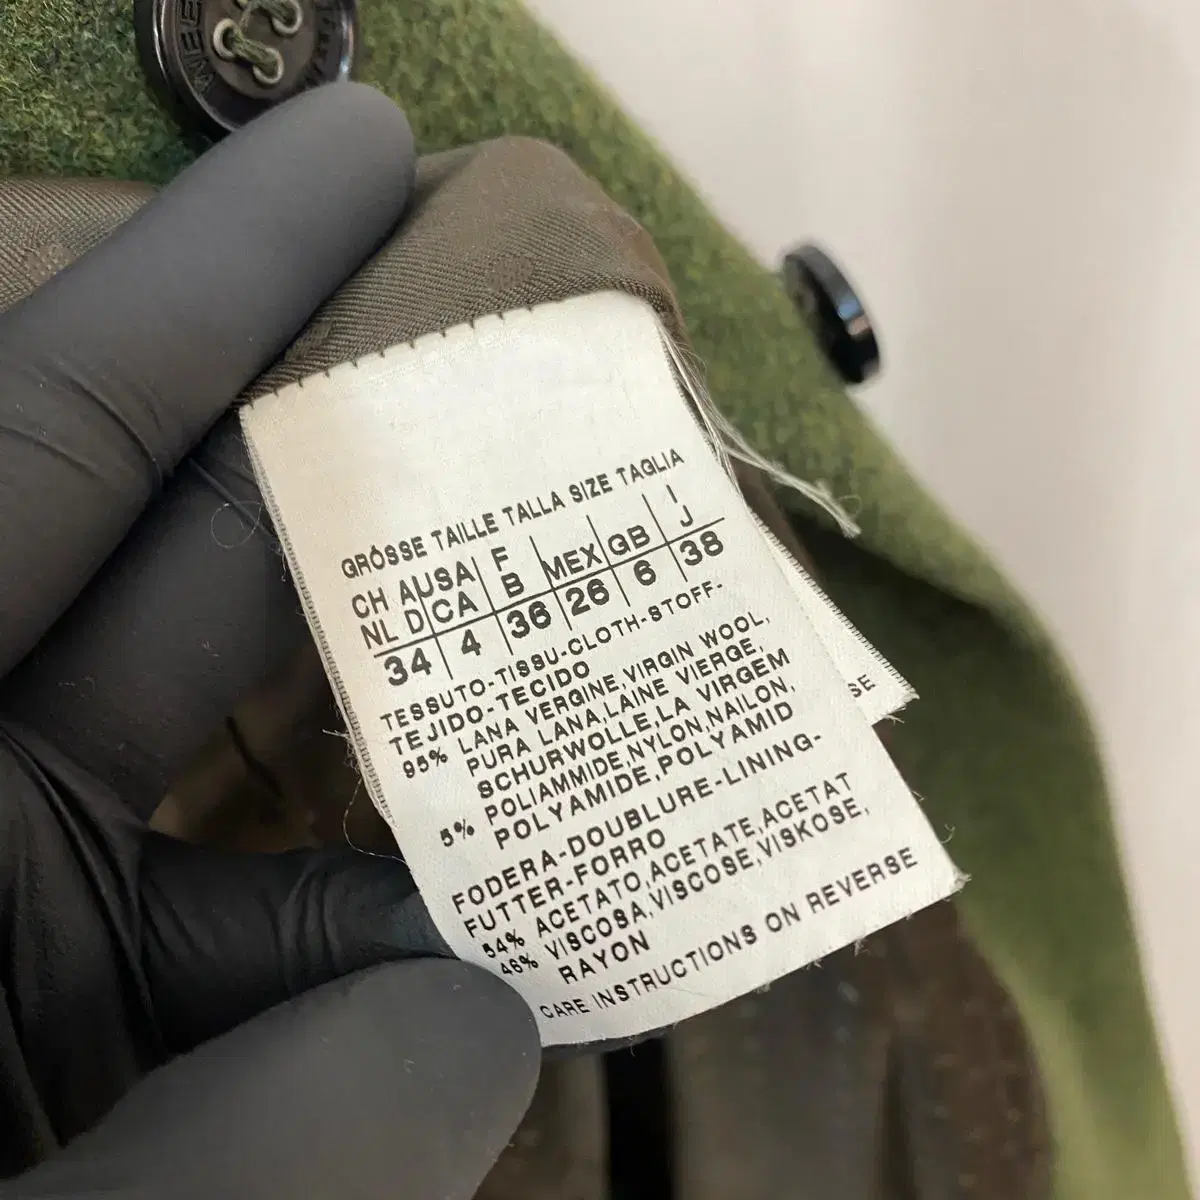 GRÖSSE TAILLE TALLA SIZE TAGLIA
CH A USA F MEX GB I
NL D CA B J
34 4 36 26 6 38
TESSUTO-TISSU-CLOTH-STOFF-
TEJIDO-TECIDO
95% LANA VERGINE,VIRGIN WOOL,
PURA LANA,LAINE VIERGE,
SCHURWOLLE,LA VIRGEM
5% POLIAMMIDE,NYLON,NAILON,
POLYAMIDE,POLYAMID
FODERA-DOUBLURE-LINING-
FUTTER-FORRO
54% ACETATO,ACETATE,ACETAT
46% VISCOSA,VISCOSE,VISKOSE,
RAYON
CARE INSTRUCTIONS ON REVERSE
SE